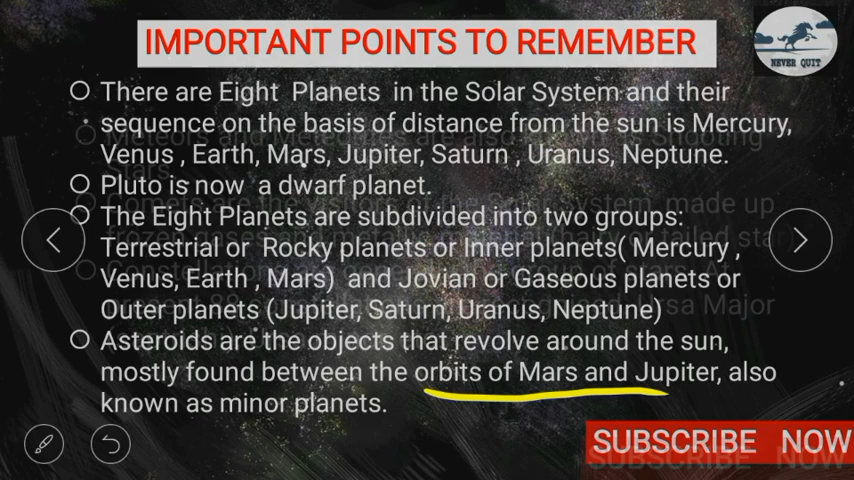 IMPORTANT POINTS TO REMEMBER
NEVER QUIT
There are Eight Planets in the Solar System and their
sequence on the basis of distance from the sun is Mercury,
Venus , Earth, Mars, Jupiter, Saturn , Uranus, Neptune.
Pluto is now a dwarf planet.
The Eight Planets are subdivided into two groups:
Terrestrial or Rocky planets or Inner planets( Mercury ,
Venus, Earth , Mars) and Jovian or Gaseous planets or
Outer planets (Jupiter, Saturn, Uranus, Neptune)
Asteroids are the objects that revolve around the sun,
mostly found between the orbits of Mars and Jupiter, also
known as minor planets.
SUBSCRIBE NOW